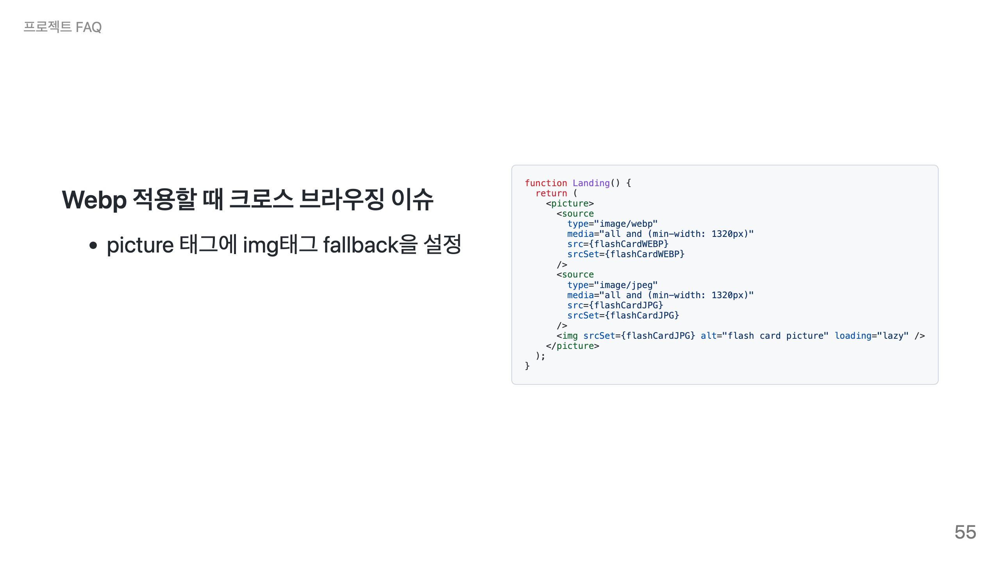 프로젝트 FAQ
Webp 적용할 때 크로스 브라우징 이슈
• picture 태그에 img태그 fallback을 설정
function Landing() {
  return (
    <picture>
      <source
        type="image/webp"
        media="all and (min-width: 1320px)"
        src={flashCardWEBP}
        srcSet={flashCardWEBP}
      />
      <source
        type="image/jpeg"
        media="all and (min-width: 1320px)"
        src={flashCardJPG}
        srcSet={flashCardJPG}
      />
      <img srcSet={flashCardJPG} alt="flash card picture" loading="lazy" />
    </picture>
  );
}
55